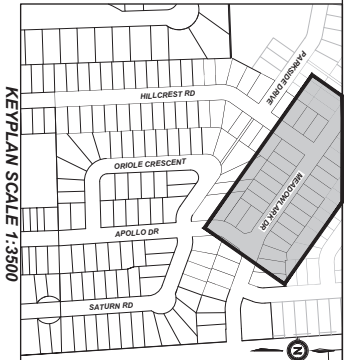 PARKSIDE DRIVE
HILLCREST RD
ORIOLE CRESCENT
MEADOWLARK DR
APOLLO DR
SATURN RD
KEYPLAN SCALE 1:3500
N